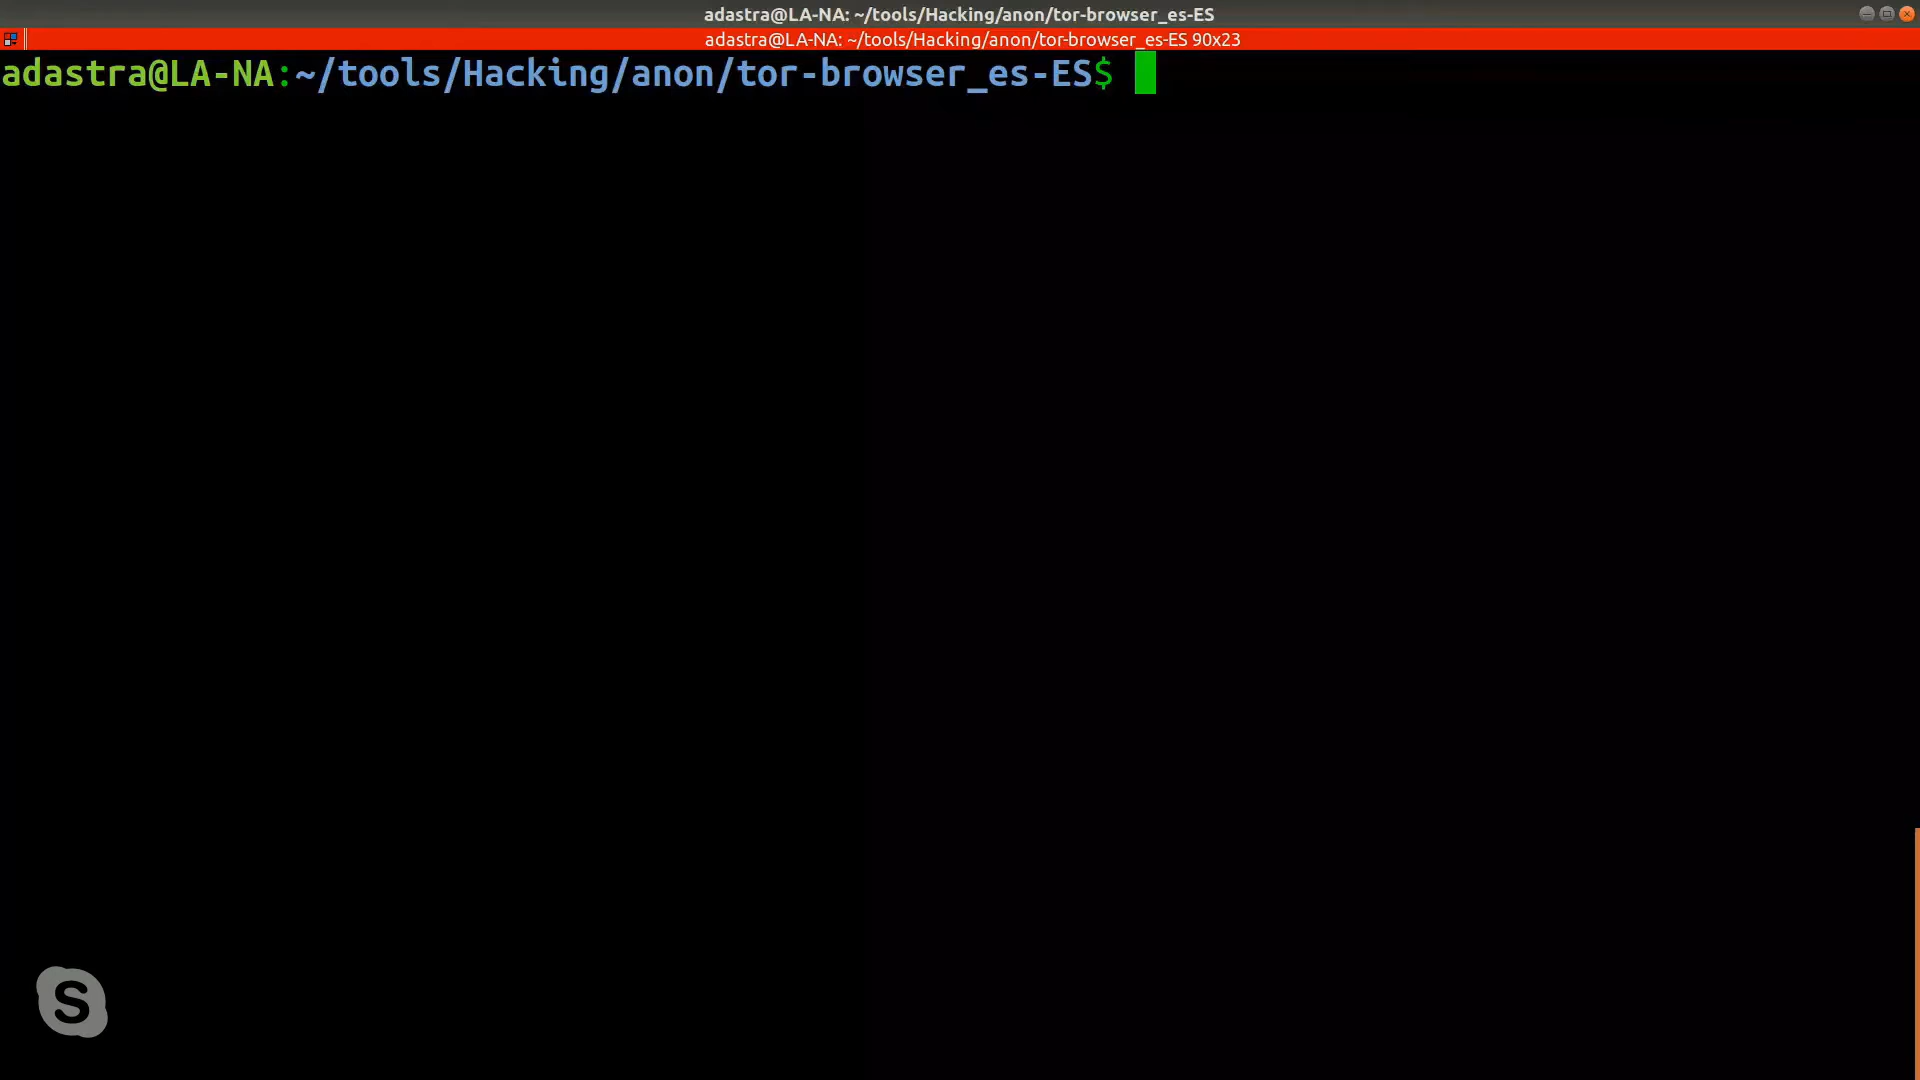 adastra@LA-NA: ~/tools/Hacking/anon/tor-browser_es-ES
adastra@LA-NA: ~/tools/Hacking/anon/tor-browser_es-ES 90x23
adastra@LA-NA:~/tools/Hacking/anon/tor-browser_es-ES$
S